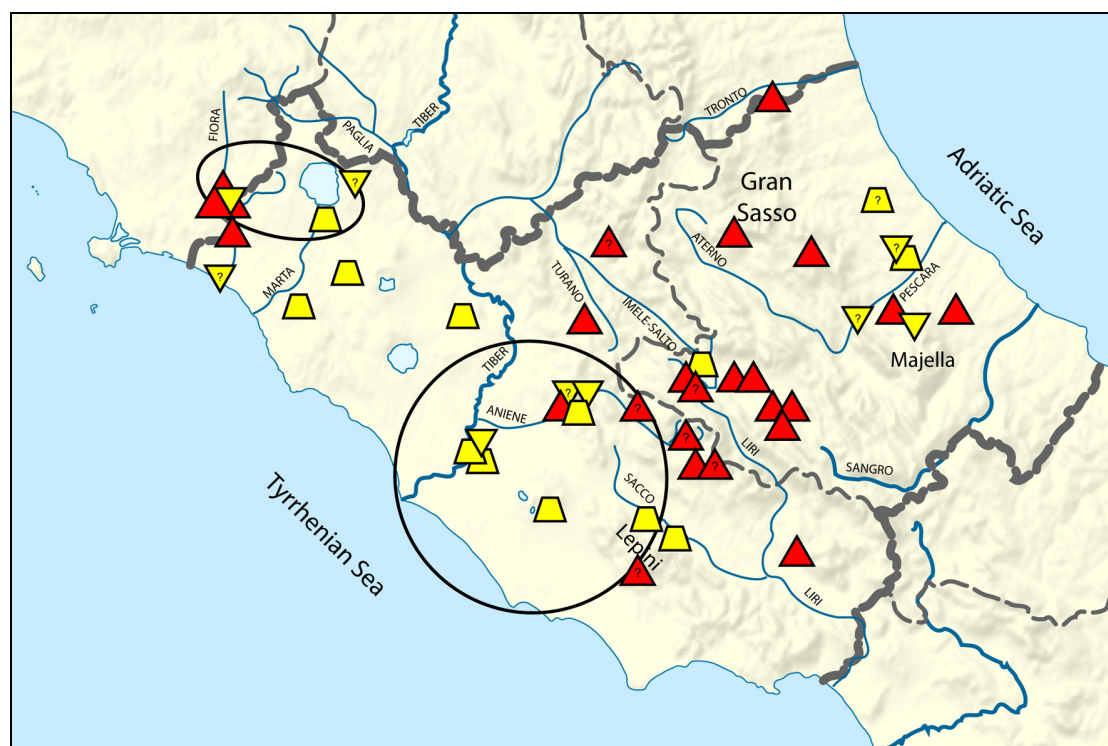 TRONTO
FIORA
TIBER
PAGLIA
Adriatic Sea
Gran
Sasso
?
?
?
ATERNO
?
TURANO
?
MARTA
PESCARA
IMELE-SALTO
?
TIBER
Majella
?
?
ANIENE
?
?
LIRI
?
SANGRO
SACCO
Tyrrhenian Sea
Lepini
?
LIRI